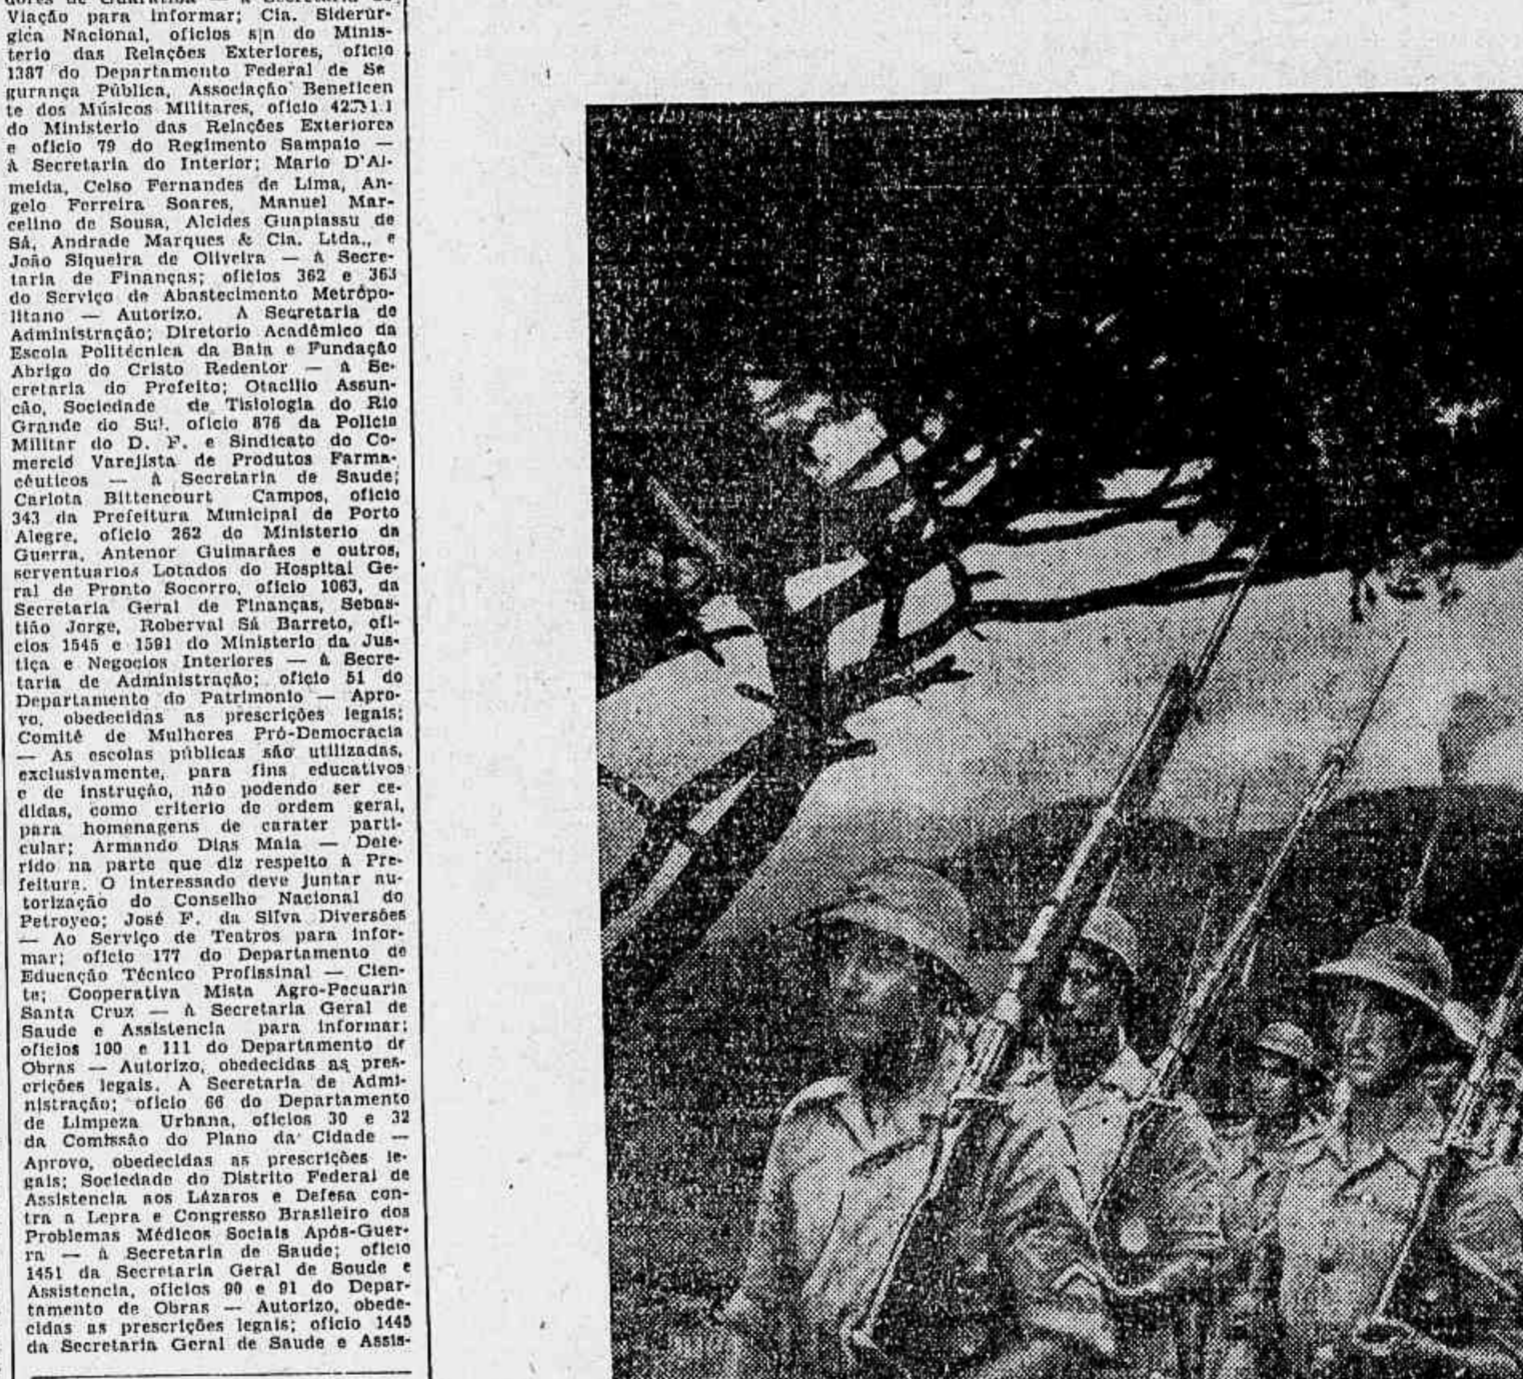 Viação para informar; Cia. Siderúr-
gica Nacional, oficios s|n do Minis-
terio das Relações Exteriores, oficio
1387 do Departamento Federal de Se
gurança Pública, Associação Beneficen
te dos Músicos Militares, oficio
do Ministerio das Relações Exteriores
e oficio 79 do Regimento Sampaio —
à Secretaria do Interior; Mario D'Al-
meida, Celso Fernandes de Lima, An-
gelo Ferreira Soares, Manuel Mar-
celino de Sousa, Alcides Guapiassu de
Sá, Andrade Marques & Cia. Ltda., e
João Siqueira de Oliveira — à Secre-
taria de Finanças; oficios 362 e 363
do Serviço de Abastecimento Metrópo-
litano — Autorizo. A Secretaria de
Administração; Diretorio Acadêmico da
Escola Politécnica da Baia e Fundação
Abrigo do Cristo Redentor — à Se-
cretaria do Prefeito; Otacilio Assun-
ção, Sociedade de Tisiologia do Rio
Grande do Sul, oficio 876 da Policia
Militar do D. F. e Sindicato do Co-
mercio Varejista de Produtos Farma-
cêuticos — à Secretaria de Saude;
Carlota Bittencourt Campos, oficio
343 da Prefeitura Municipal de Porto
Alegre, oficio 262 do Ministerio da
Guerra, Antenor Guimarães e outros,
serventuarios Lotados do Hospital Ge-
ral de Pronto Socorro, oficio 1063, da
Secretaria Geral de Finanças, Sebas-
tião Jorge, Roberval Sá Barreto, ofi-
cios 1545 e 1591 do Ministerio da Jus-
tiça e Negocios Interiores — à Secre-
taria de Administração; oficio 51 do
Departamento do Patrimonio — Apro-
vo, obedecidas as prescrições legais;
Comitê de Mulheres Pró-Democracia
— As escolas públicas são utilizadas,
exclusivamente, para fins educativos
e de instrução, não podendo ser ce-
didas, como criterio de ordem geral,
para homenagens de carater parti-
cular; Armando Dias Maia — Defe-
rido na parte que diz respeito à Pre-
feitura. O interessado deve juntar au-
torização do Conselho Nacional do
Petroyeo; José F. da Silva Diversões
— Ao Serviço de Teatros para infor-
mar; oficio 177 do Departamento de
Educação Técnico Profissinal — Cien-
te; Cooperativa Mista Agro-Pecuaria
Santa Cruz — à Secretaria Geral de
Saude e Assistencia para informar;
oficios 100 e 111 do Departamento de
Obras — Autorizo, obedecidas as pres-
crições legais. A Secretaria de Admi-
nistração; oficio 66 do Departamento
de Limpeza Urbana, oficios 30 e 32
da Comissão do Plano da Cidade —
Aprovo, obedecidas as prescrições le-
gais; Sociedade do Distrito Federal de
Assistencia aos Lázaros e Defesa con-
tra a Lepra e Congresso Brasileiro dos
Problemas Médicos Sociais Após-Guer-
ra — à Secretaria de Saude; oficio
1451 da Secretaria Geral de Soude e
Assistencia, oficios 90 e 91 do Depar-
tamento de Obras — Autorizo, obede-
cidas as prescrições legais; oficio 1445
da Secretaria Geral de Saude e Assis-